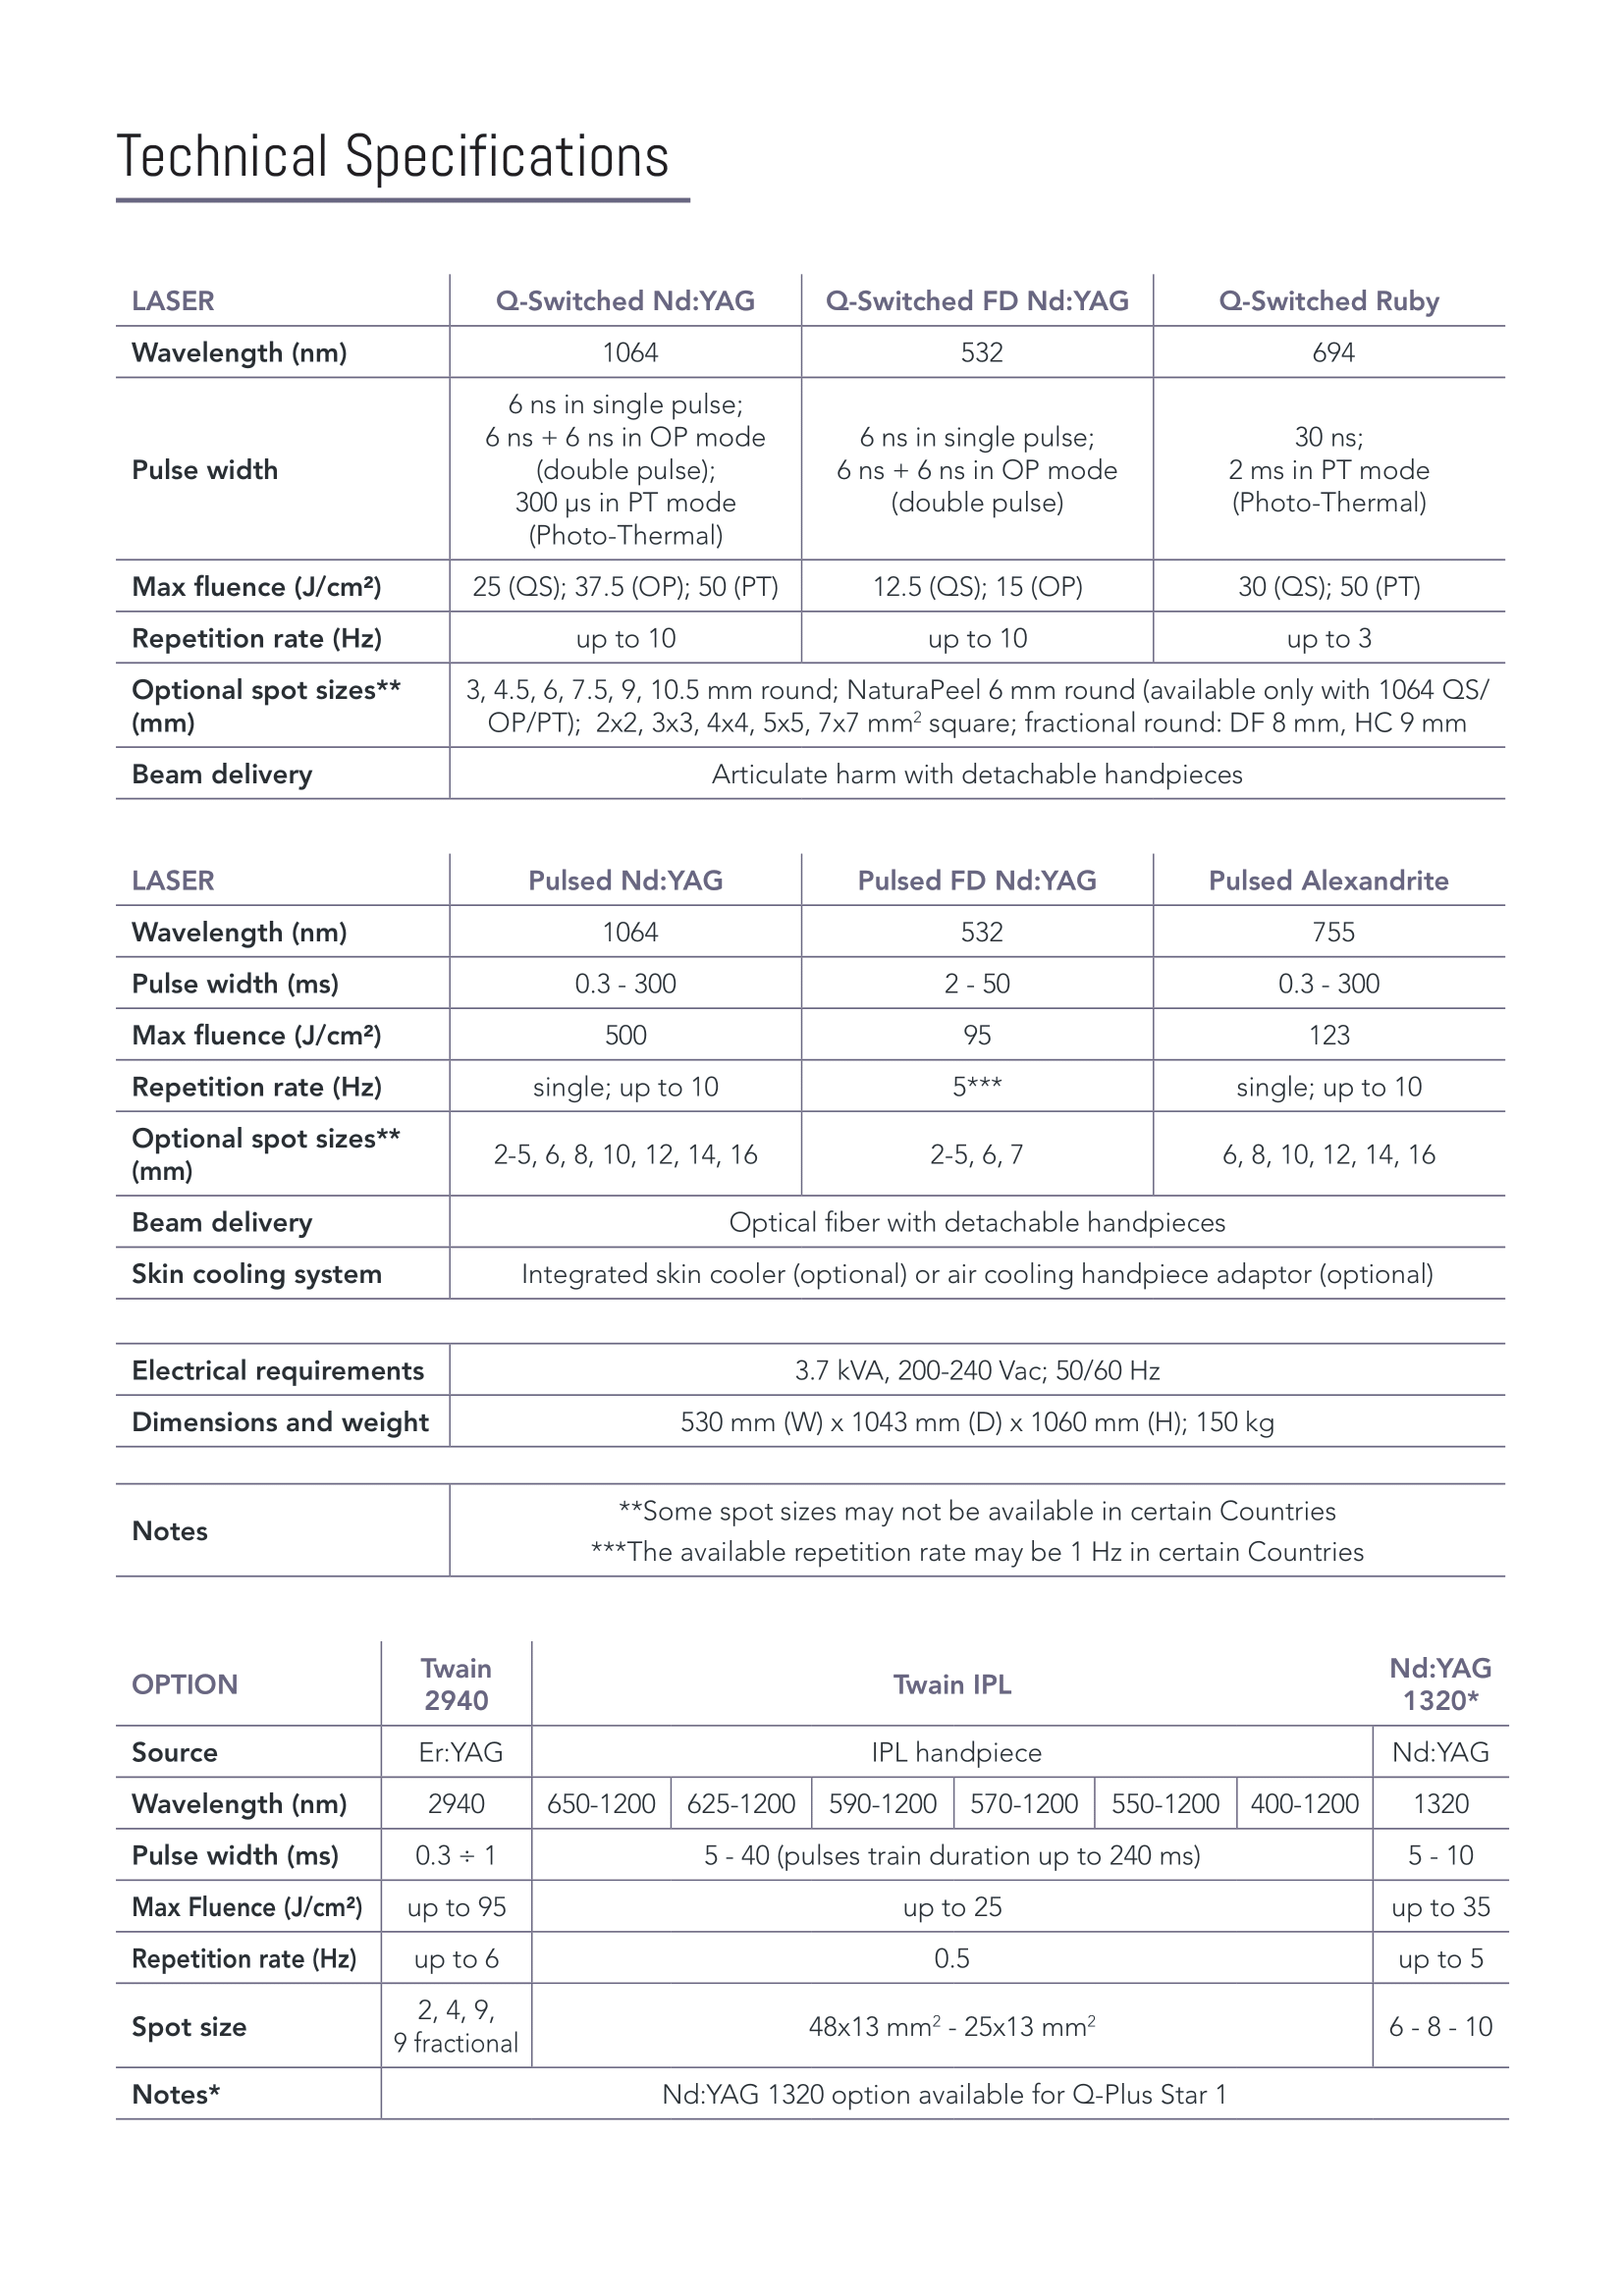 Technical Specifications
LASER Q-Switched Nd:YAG Q-Switched FD Nd:YAG Q-Switched Ruby
Wavelength (nm) 1064 532 694
Pulse width
6 ns in single pulse;
6 ns + 6 ns in OP mode
(double pulse);
300 µs in PT mode
(Photo-Thermal)
6 ns in single pulse;
6 ns + 6 ns in OP mode
(double pulse)
30 ns;
2 ms in PT mode
(Photo-Thermal)
Max fluence (J/cm²) 25 (QS); 37.5 (OP); 50 (PT) 12.5 (QS); 15 (OP) 30 (QS); 50 (PT)
Repetition rate (Hz) up to 10 up to 10 up to 3
Optional spot sizes**
(mm)
3, 4.5, 6, 7.5, 9, 10.5 mm round; NaturaPeel 6 mm round (available only with 1064 QS/
OP/PT); 2x2, 3x3, 4x4, 5x5, 7x7 mm² square; fractional round: DF 8 mm, HC 9 mm
Beam delivery Articulate harm with detachable handpieces
LASER Pulsed Nd:YAG Pulsed FD Nd:YAG Pulsed Alexandrite
Wavelength (nm) 1064 532 755
Pulse width (ms) 0.3 - 300 2 - 50 0.3 - 300
Max fluence (J/cm²) 500 95 123
Repetition rate (Hz) single; up to 10 5*** single; up to 10
Optional spot sizes**
(mm)
2-5, 6, 8, 10, 12, 14, 16 2-5, 6, 7 6, 8, 10, 12, 14, 16
Beam delivery Optical fiber with detachable handpieces
Skin cooling system Integrated skin cooler (optional) or air cooling handpiece adaptor (optional)
Electrical requirements 3.7 kVA, 200-240 Vac; 50/60 Hz
Dimensions and weight 530 mm (W) x 1043 mm (D) x 1060 mm (H); 150 kg
Notes
**Some spot sizes may not be available in certain Countries
***The available repetition rate may be 1 Hz in certain Countries
OPTION
Twain
2940
Twain IPL
Nd:YAG
1320*
Source Er:YAG IPL handpiece Nd:YAG
Wavelength (nm) 2940 650-1200 625-1200 590-1200 570-1200 550-1200 400-1200 1320
Pulse width (ms) 0.3 ÷ 1 5 - 40 (pulses train duration up to 240 ms) 5 - 10
Max Fluence (J/cm²) up to 95 up to 25 up to 35
Repetition rate (Hz) up to 6 0.5 up to 5
Spot size
2, 4, 9,
9 fractional
48x13 mm² - 25x13 mm² 6 - 8 - 10
Notes* Nd:YAG 1320 option available for Q-Plus Star 1